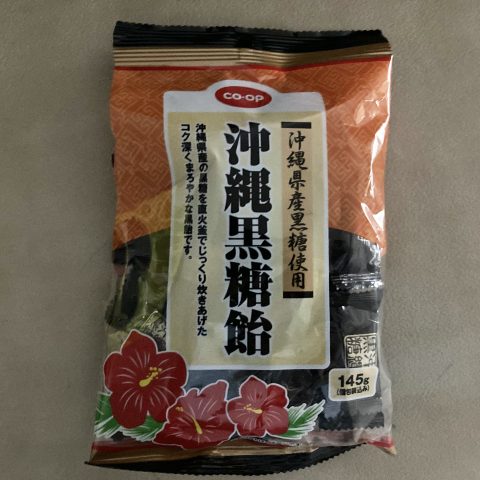 CO-OP
沖縄県産黒糖使用
沖縄黒糖飴
沖縄県産の黒糖を直火釜でじっくり炊きあげた
コク深く、まろやかな黒飴です。
145g
(個包装込み)